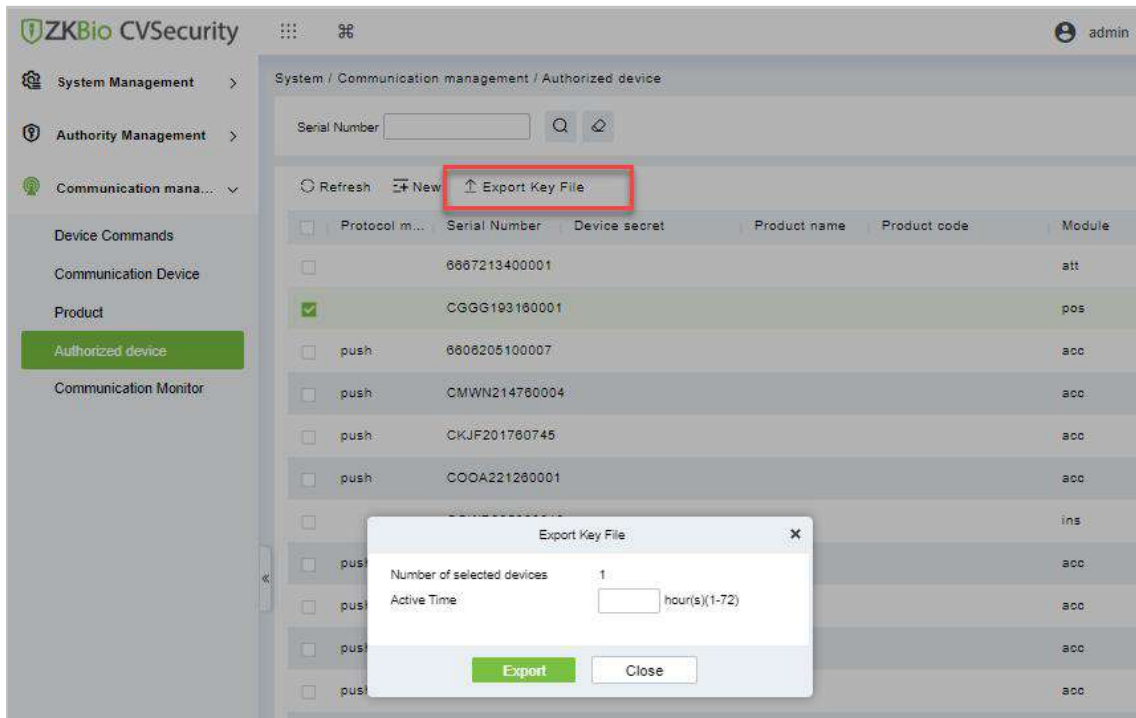 ZKBio CVSecurity
admin
System Management
Authority Management
Communication mana...
Device Commands
Communication Device
Product
Authorized device
Communication Monitor
System / Communication management / Authorized device
Serial Number
Refresh New Export Key File
Protocol m... Serial Number Device secret Product name Product code Module
6667213400001 att
CGGG193160001 pos
push 6606205100007 acc
push CMWN214760004 acc
push CKJF201760745 acc
push COOA221260001 acc
ins
push acc
push acc
push acc
push acc
Export Key File
Number of selected devices 1
Active Time hour(s)(1-72)
Export Close